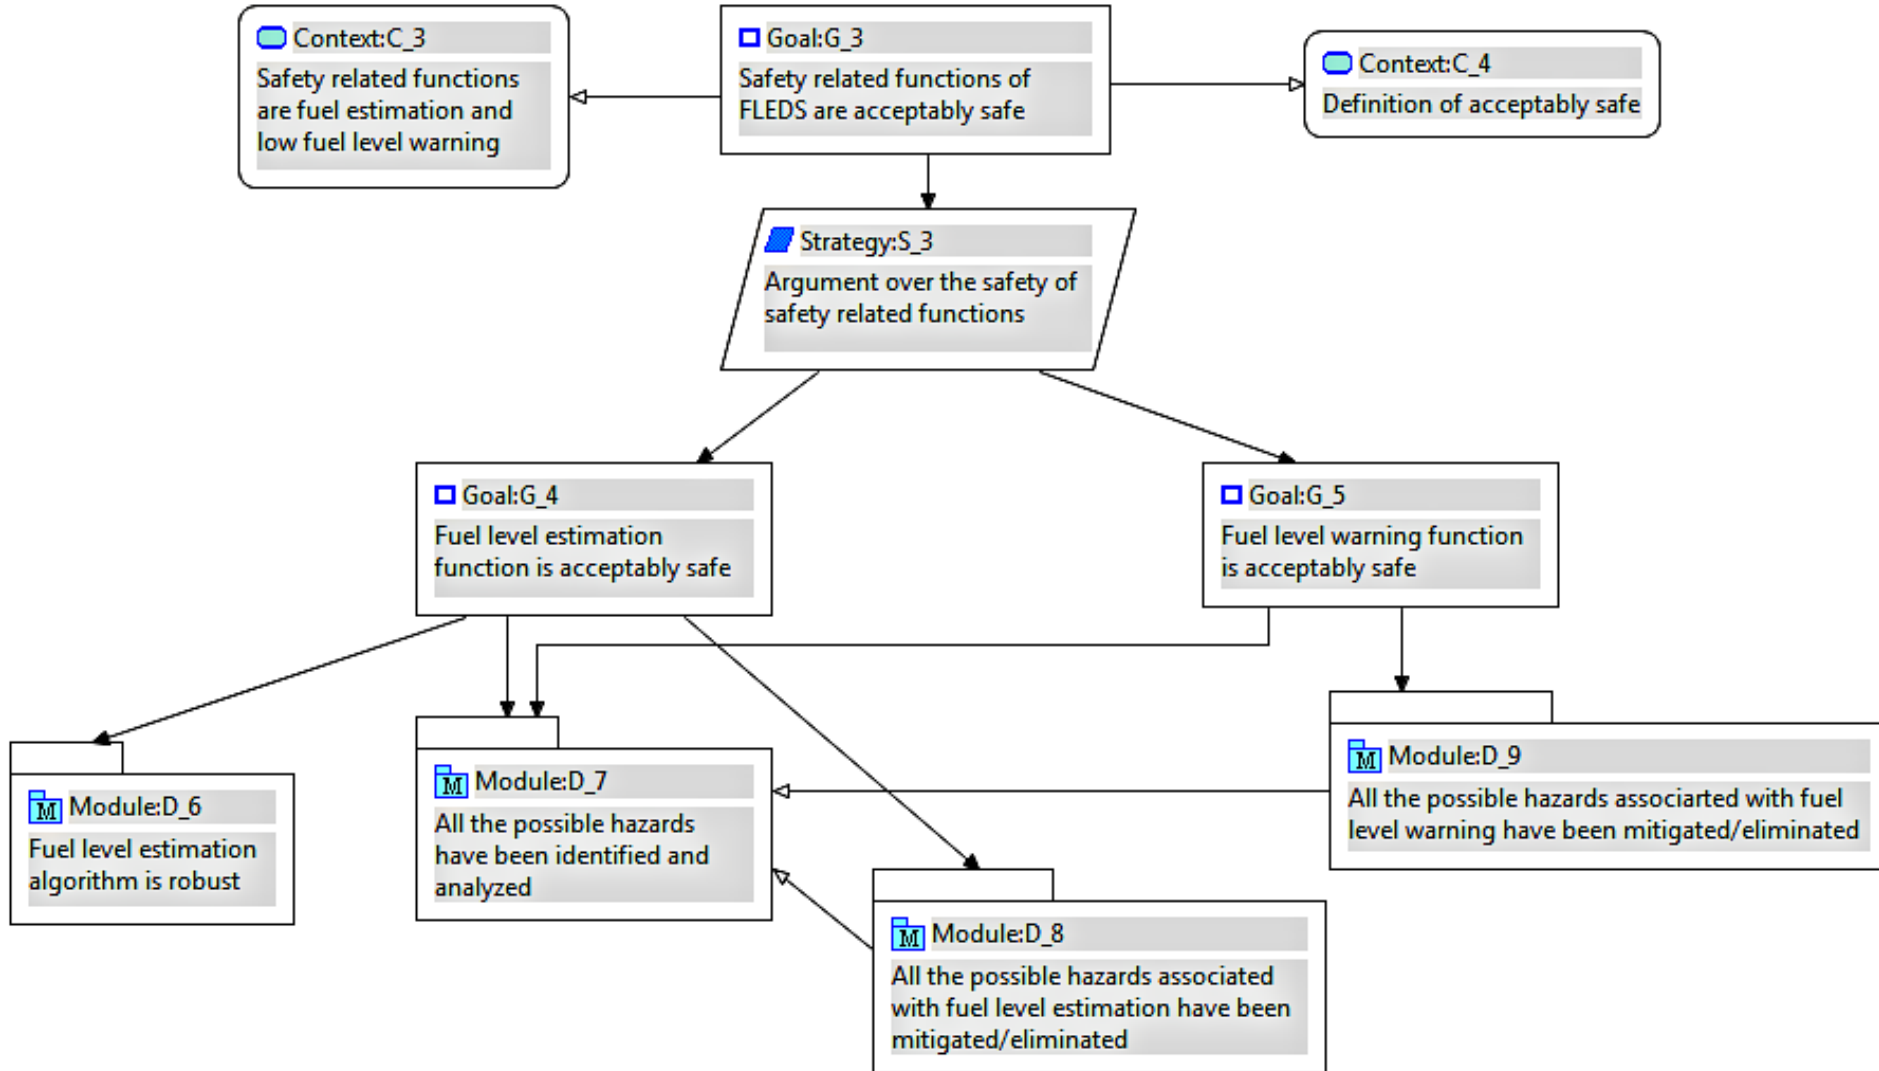 Context:C_3
Safety related functions
are fuel estimation and
low fuel level warning
Goal:G_3
Safety related functions of
FLEDS are acceptably safe
Context:C_4
Definition of acceptably safe
Strategy:S_3
Argument over the safety of
safety related functions
Goal:G_4
Fuel level estimation
function is acceptably safe
Goal:G_5
Fuel level warning function
is acceptably safe
M Module:D_6
Fuel level estimation
algorithm is robust
M Module:D_7
All the possible hazards
have been identified and
analyzed
M Module:D_8
All the possible hazards associated
with fuel level estimation have been
mitigated/eliminated
M Module:D_9
All the possible hazards associarted with fuel
level warning have been mitigated/eliminated